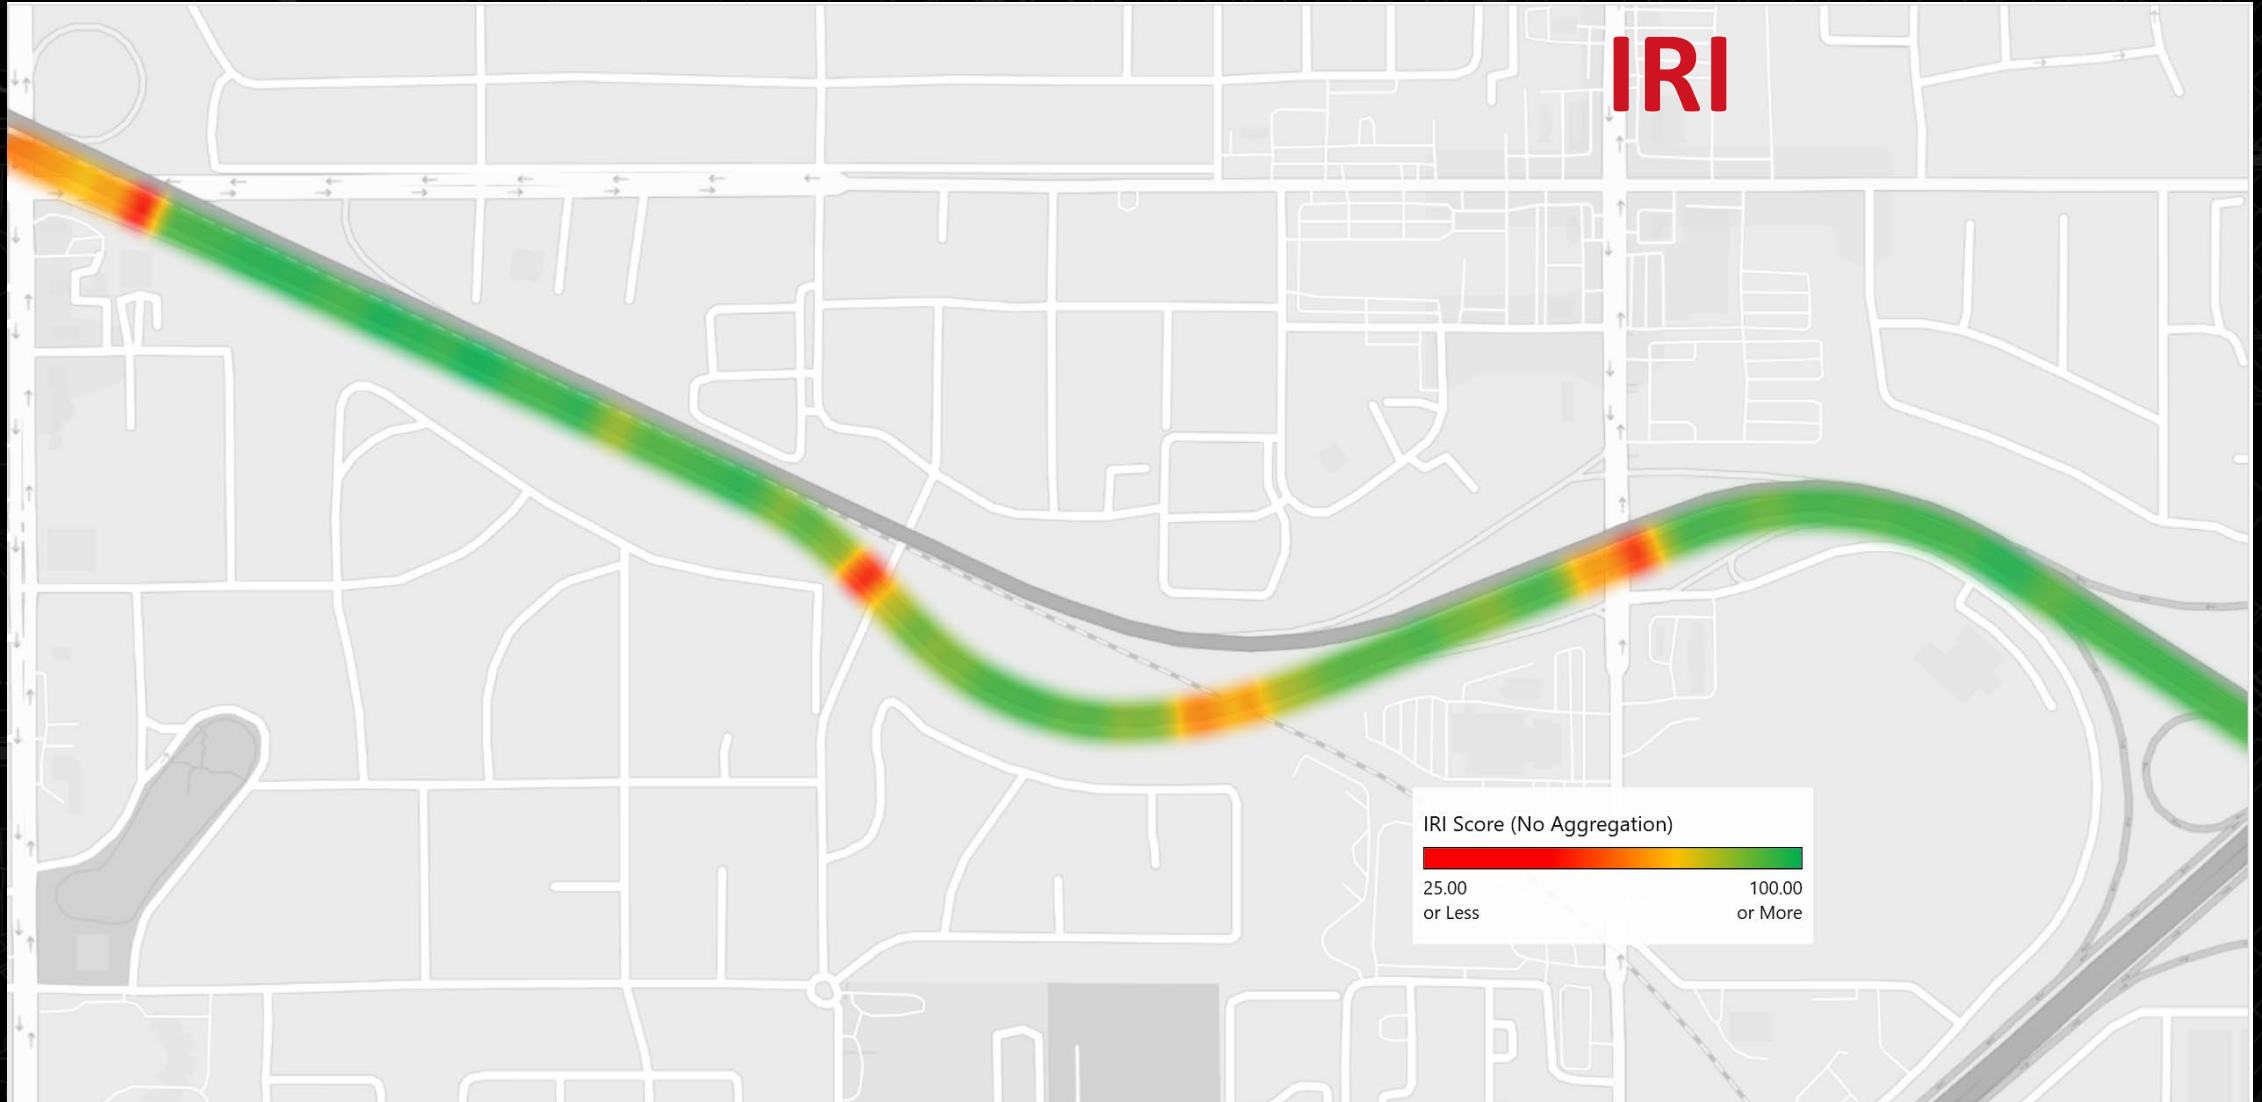 IRI
IRI Score (No Aggregation)
25.00 100.00
or Less or More